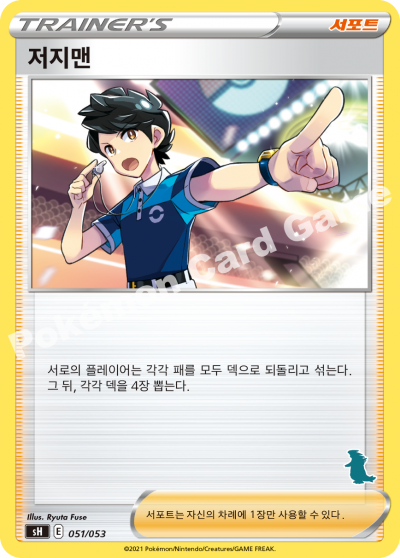 TRAINER'S
서포트
저지맨
Pokémon Card Game
서로의 플레이어는 각각 패를 모두 덱으로 되돌리고 섞는다.
그 뒤, 각각 덱을 4장 뽑는다.
Illus. Ryuta Fuse
sH E 051/053
서포트는 자신의 차례에 1장만 사용할 수 있다.
©2021 Pokémon/Nintendo/Creatures/GAME FREAK.